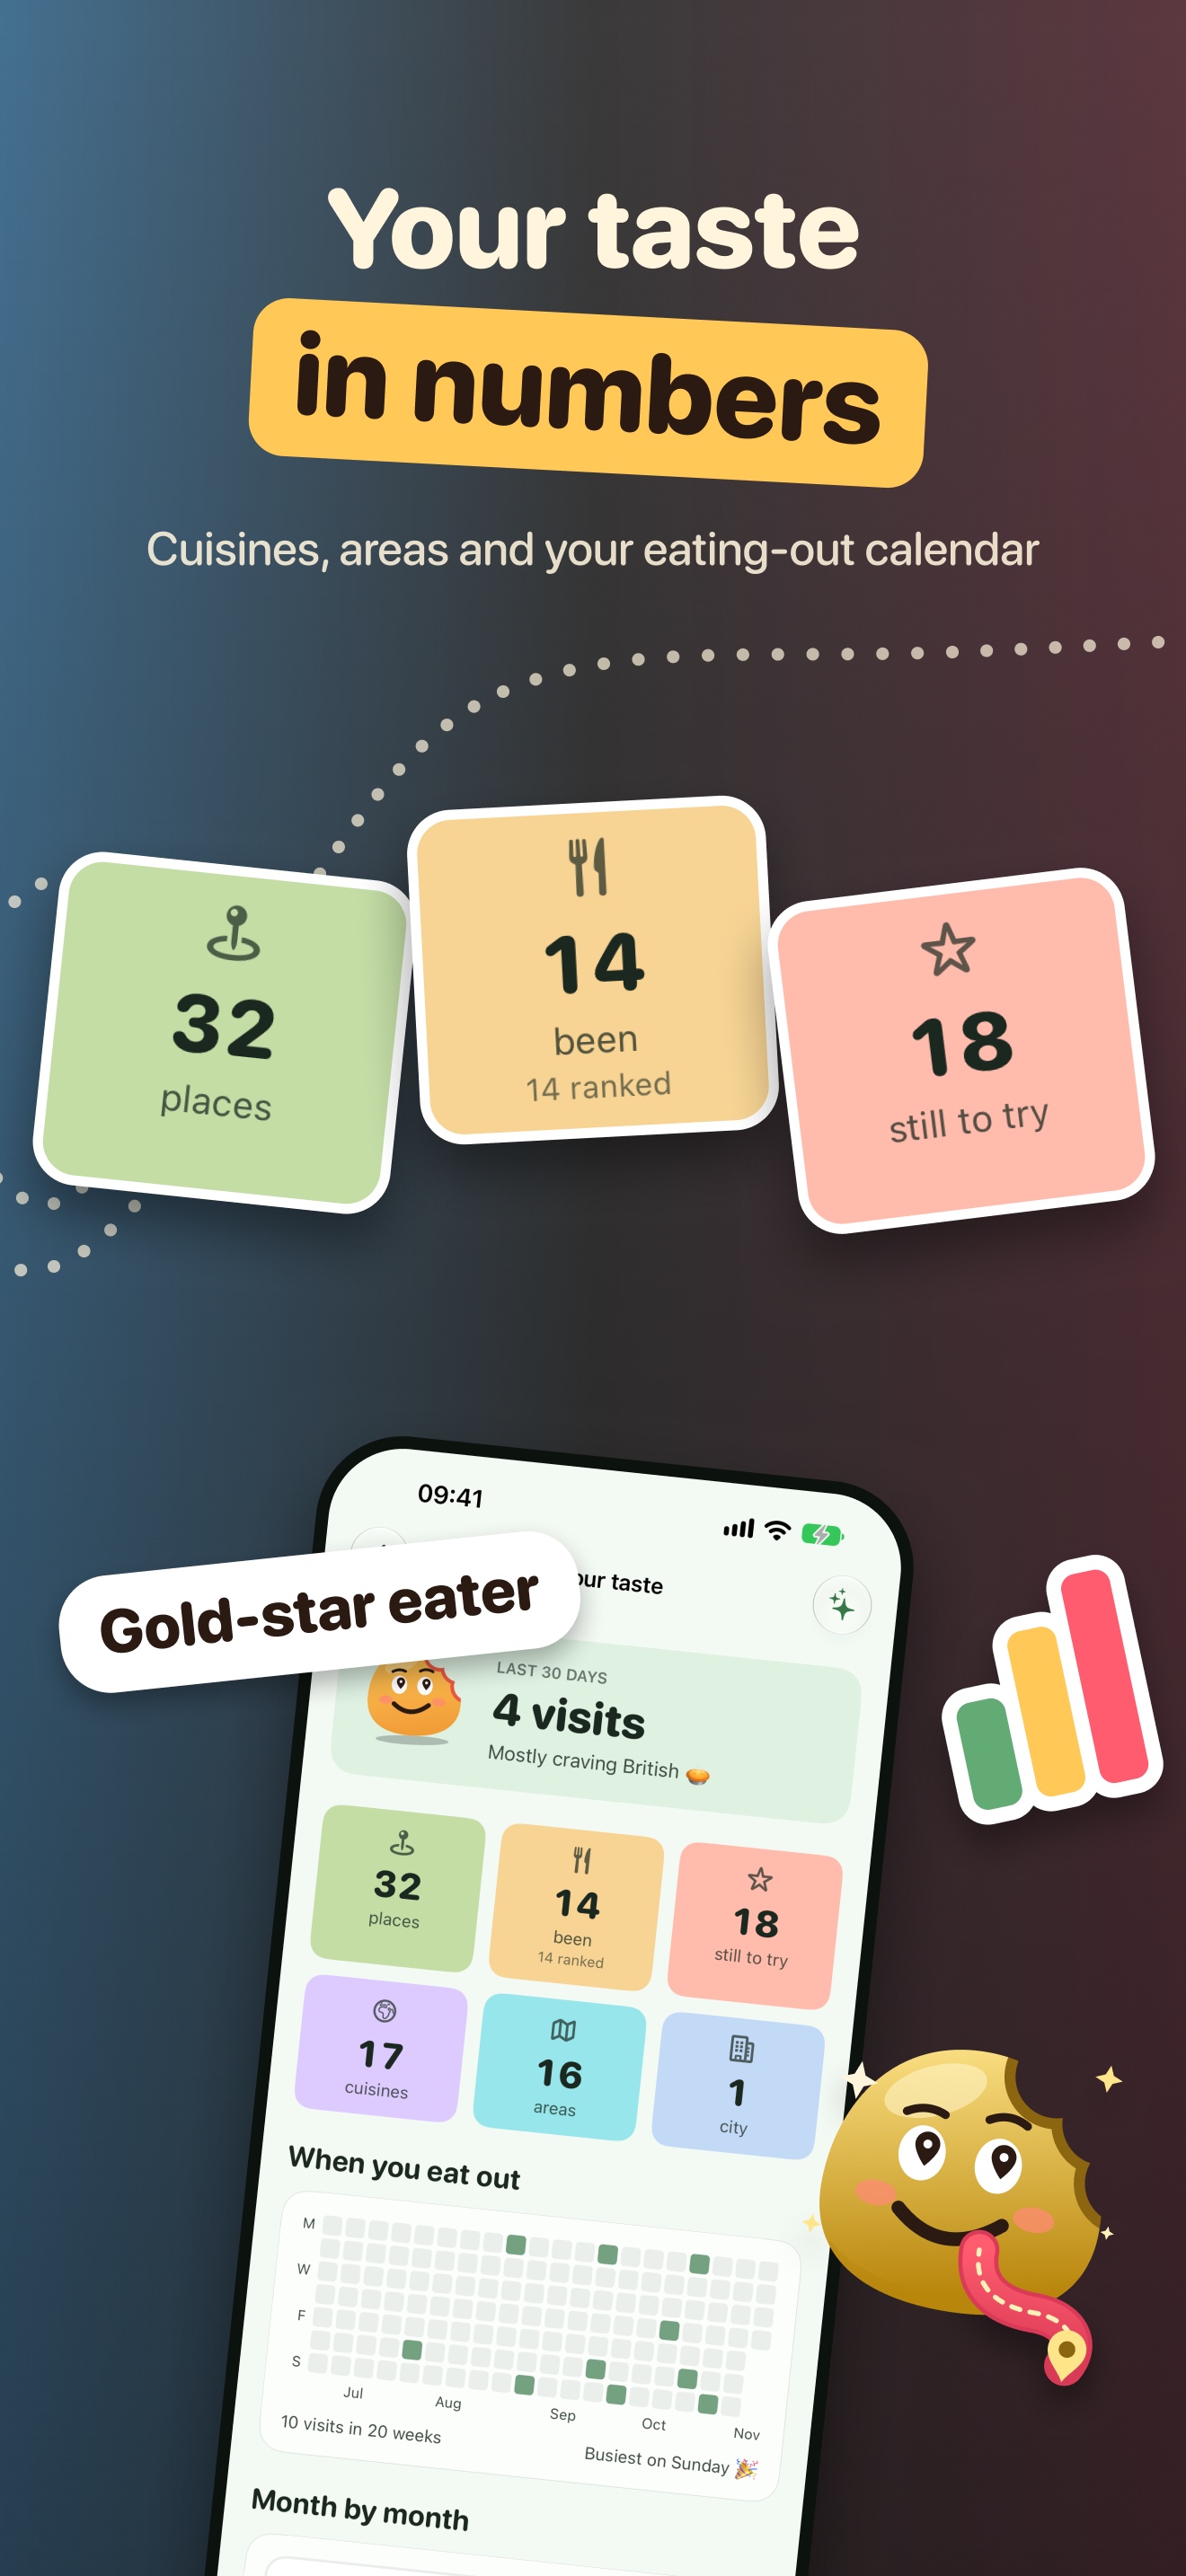 Your taste
in numbers
Cuisines, areas and your eating-out calendar
32
places
14
been
14 ranked
18
still to try
09:41
Gold-star eater
our taste
LAST 30 DAYS
4 visits
Mostly craving British 🥧
32
places
14
been
14 ranked
18
still to try
17
cuisines
16
areas
1
city
When you eat out
M
W
F
S
Jul Aug Sep Oct Nov
10 visits in 20 weeks
Busiest on Sunday 🎉
Month by month